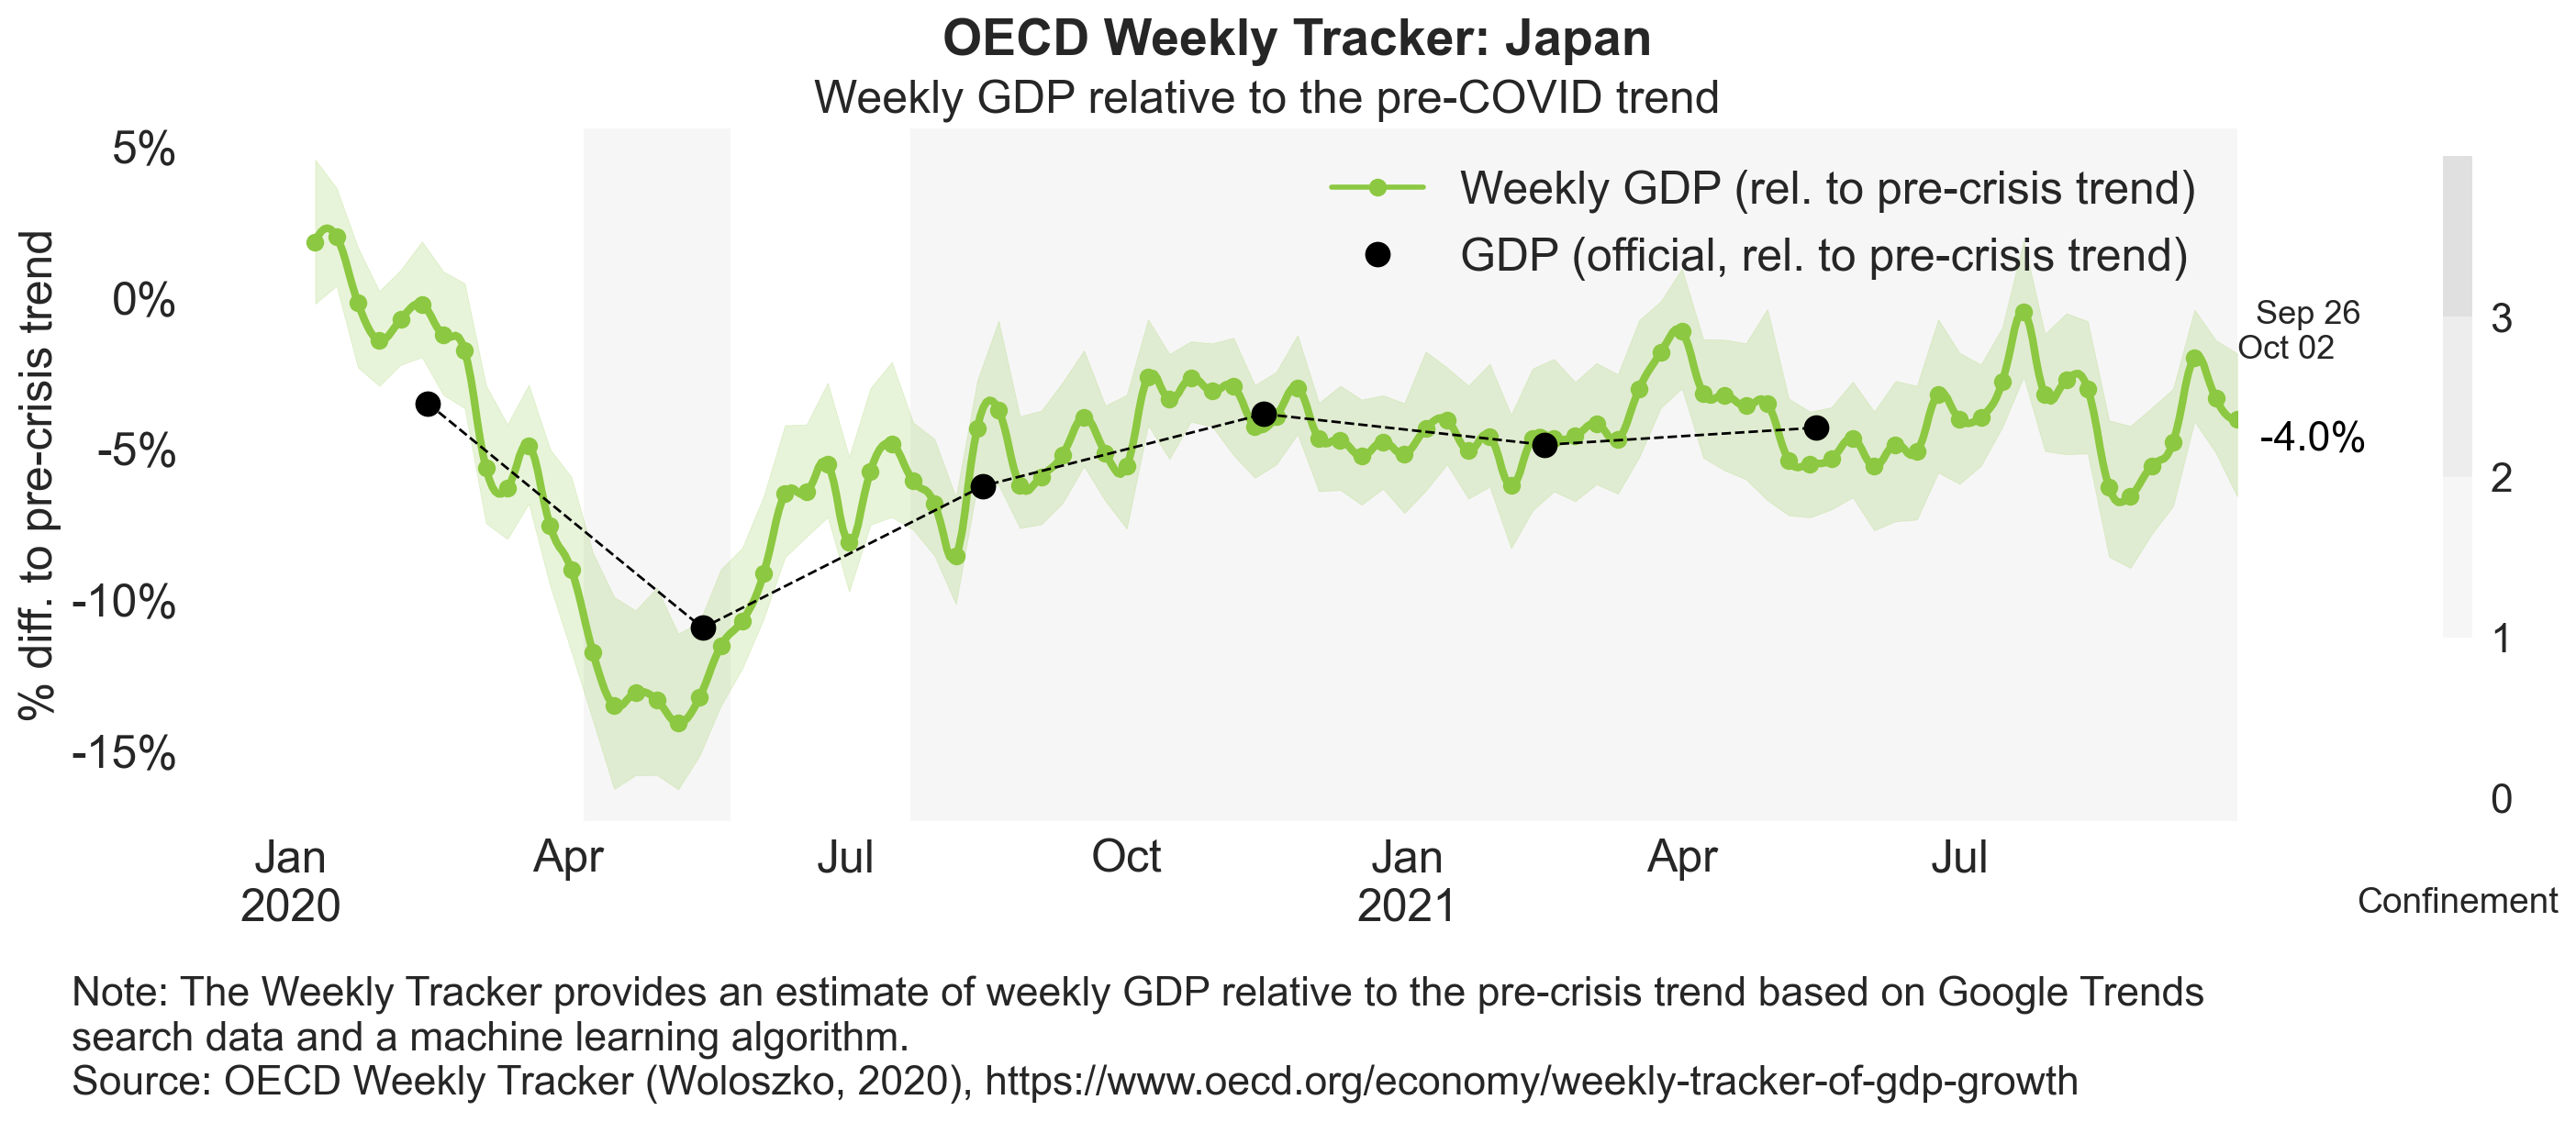 OECD Weekly Tracker: Japan
Weekly GDP relative to the pre-COVID trend
% diff. to pre-crisis trend
5%
0%
-5%
-10%
-15%
Weekly GDP (rel. to pre-crisis trend)
GDP (official, rel. to pre-crisis trend)
Sep 26
Oct 02
-4.0%
3
2
1
0
Confinement
Jan Apr Jul Oct Jan Apr Jul
2020 2021
Note: The Weekly Tracker provides an estimate of weekly GDP relative to the pre-crisis trend based on Google Trends
search data and a machine learning algorithm.
Source: OECD Weekly Tracker (Woloszko, 2020), https://www.oecd.org/economy/weekly-tracker-of-gdp-growth